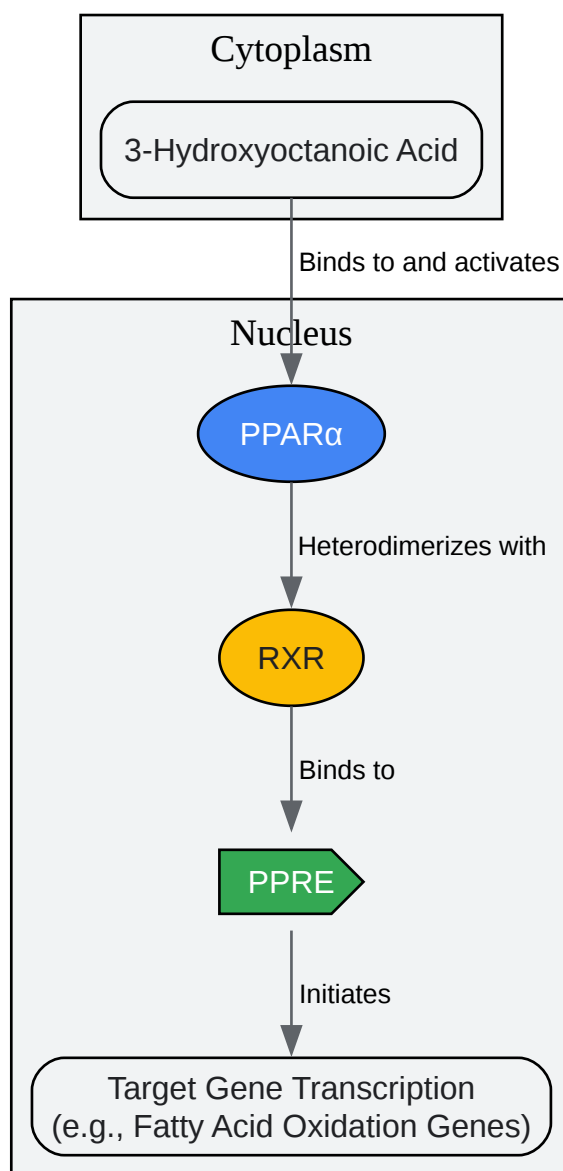 Cytoplasm
3-Hydroxyoctanoic Acid
Binds to and activates
Nucleus
PPARα
Heterodimerizes with
RXR
Binds to
PPRE
Initiates
Target Gene Transcription
(e.g., Fatty Acid Oxidation Genes)